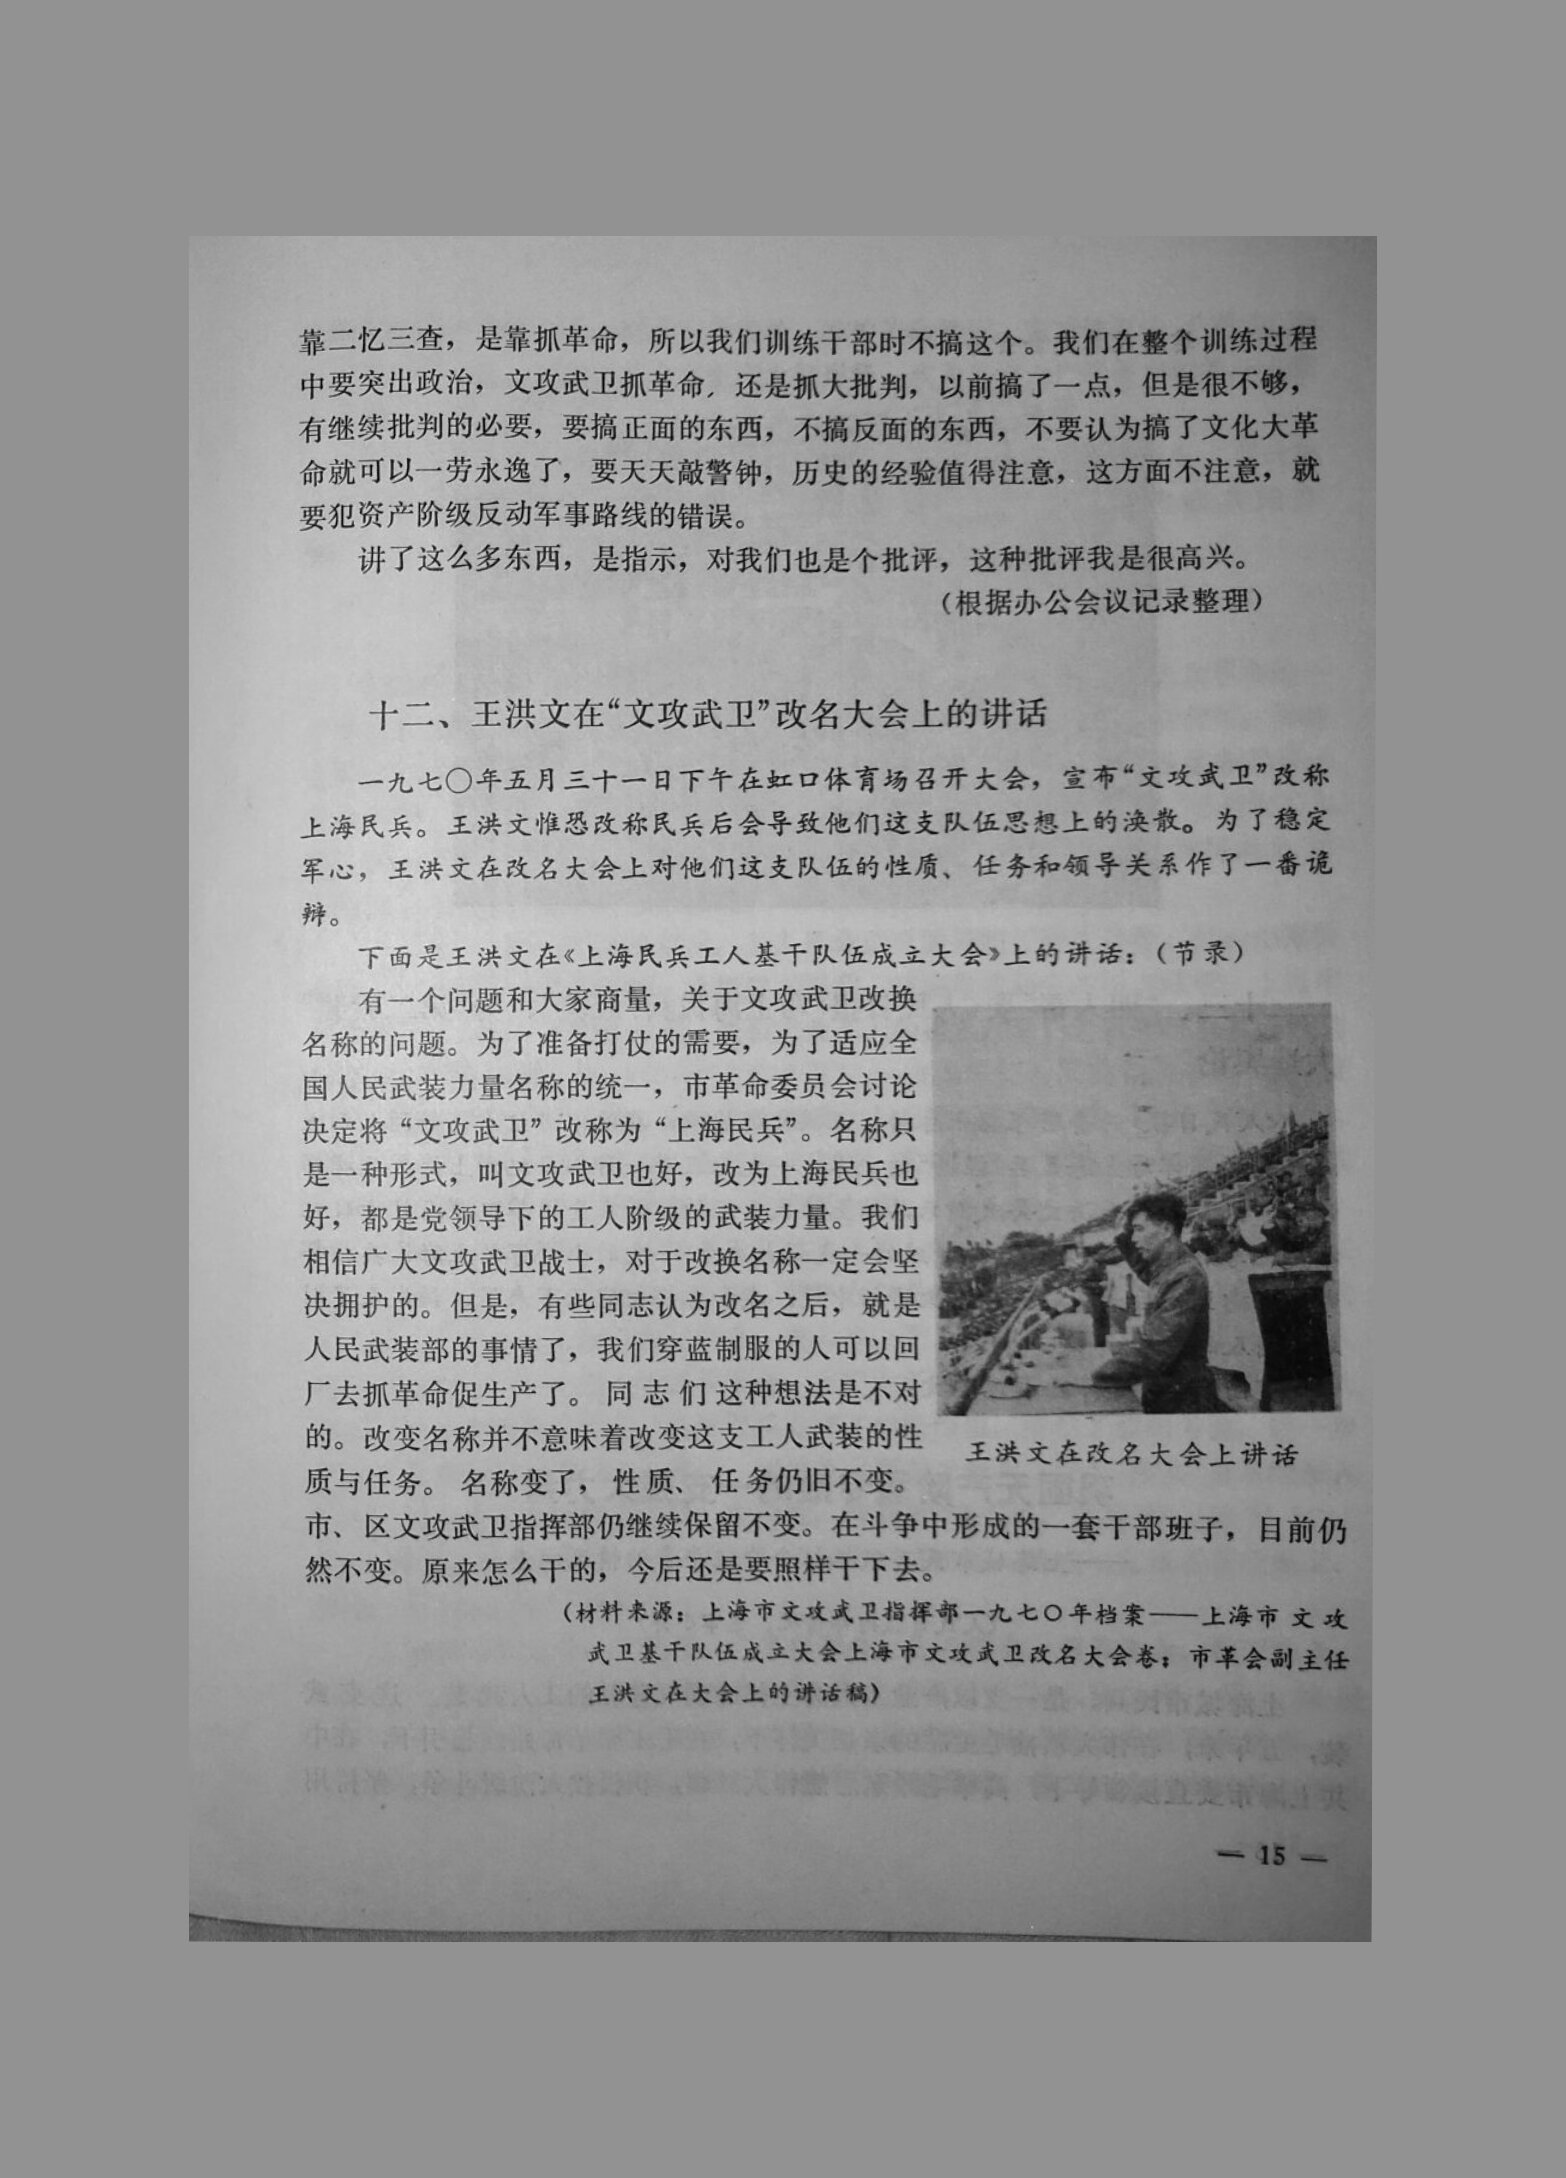 靠二忆三查，是靠抓革命，所以我们训练干部时不搞这个。我们在整个训练过程
中要突出政治，文攻武卫抓革命，还是抓大批判，以前搞了一点，但是很不够，
有继续批判的必要，要搞正面的东西，不搞反面的东西，不要认为搞了文化大革
命就可以一劳永逸了，要天天敲警钟，历史的经验值得注意，这方面不注意，就
要犯资产阶级反动军事路线的错误。
讲了这么多东西，是指示，对我们也是个批评，这种批评我是很高兴。
（根据办公会议记录整理）
十二、王洪文在“文攻武卫”改名大会上的讲话
一九七〇年五月三十一日下午在虹口体育场召开大会，宣布“文攻武卫”改称
上海民兵。王洪文惟恐改称民兵后会导致他们这支队伍思想上的涣散。为了稳定
军心，王洪文在改名大会上对他们这支队伍的性质、任务和领导关系作了一番诡
辩。
下面是王洪文在《上海民兵工人基干队伍成立大会》上的讲话：（节录）
有一个问题和大家商量，关于文攻武卫改换
名称的问题。为了准备打仗的需要，为了适应全
国人民武装力量名称的统一，市革命委员会讨论
决定将“文攻武卫”改称为“上海民兵”。名称只
是一种形式，叫文攻武卫也好，改为上海民兵也
好，都是党领导下的工人阶级的武装力量。我们
相信广大文攻武卫战士，对于改换名称一定会坚
决拥护的。但是，有些同志认为改名之后，就是
人民武装部的事情了，我们穿蓝制服的人可以回
厂去抓革命促生产了。同志们这种想法是不对
的。改变名称并不意味着改变这支工人武装的性
质与任务。名称变了，性质、任务仍旧不变。
市、区文攻武卫指挥部仍继续保留不变。在斗争中形成的一套干部班子，目前仍
然不变。原来怎么干的，今后还是要照样干下去。
王洪文在改名大会上讲话
（材料来源：上海市文攻武卫指挥部一九七〇年档案——上海市文攻
武卫基干队伍成立大会上海市文攻武卫改名大会卷；市革会副主任
王洪文在大会上的讲话稿）
— 15 —